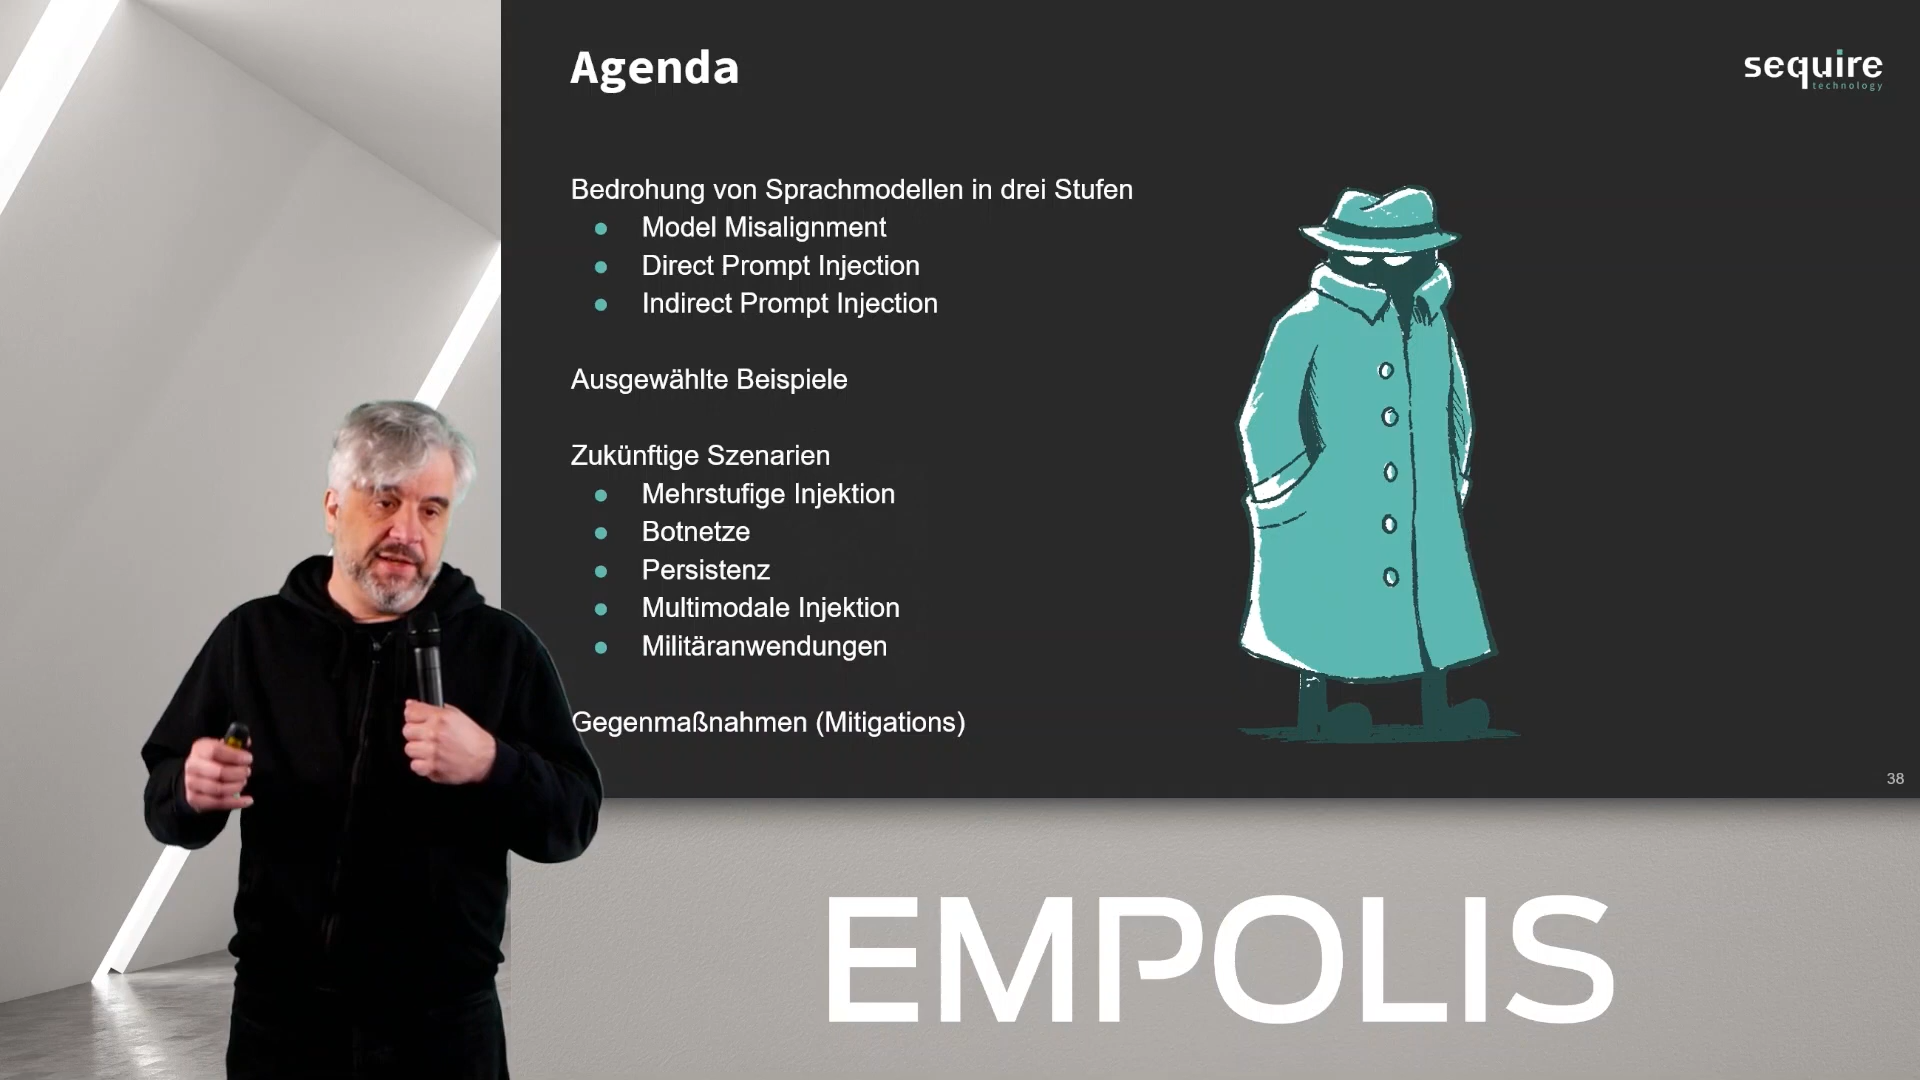 Agenda
sequire
technology
Bedrohung von Sprachmodellen in drei Stufen
● Model Misalignment
● Direct Prompt Injection
● Indirect Prompt Injection
Ausgewählte Beispiele
Zukünftige Szenarien
● Mehrstufige Injektion
● Botnetze
● Persistenz
● Multimodale Injektion
● Militäranwendungen
Gegenmaßnahmen (Mitigations)
38
EMPOLIS